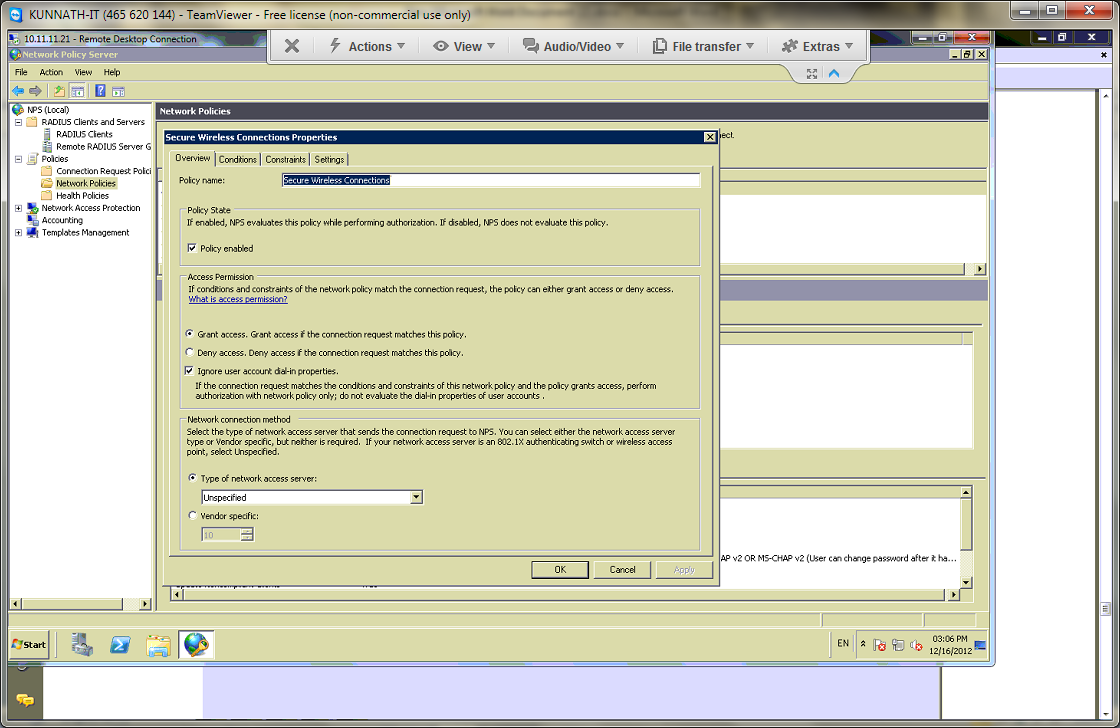 KUNNATH-IT (465 620 144) - TeamViewer - Free license (non-commercial use only)
10.11.11.21 - Remote Desktop Connection
Actions
View
Audio/Video
File transfer
Extras
Network Policy Server
File Action View Help
NPS (Local)
RADIUS Clients and Servers
RADIUS Clients
Remote RADIUS Server G
Policies
Connection Request Polici
Network Policies
Health Policies
Network Access Protection
Accounting
Templates Management
Network Policies
nect.
Secure Wireless Connections Properties
Overview Conditions Constraints Settings
Policy name:
Secure Wireless Connections
Policy State
If enabled, NPS evaluates this policy while performing authorization. If disabled, NPS does not evaluate this policy.
Policy enabled
Access Permission
If conditions and constraints of the network policy match the connection request, the policy can either grant access or deny access.
What is access permission?
Grant access. Grant access if the connection request matches this policy.
Deny access. Deny access if the connection request matches this policy.
Ignore user account dial-in properties.
If the connection request matches the conditions and constraints of this network policy and the policy grants access, perform
authorization with network policy only; do not evaluate the dial-in properties of user accounts .
Network connection method
Select the type of network access server that sends the connection request to NPS. You can select either the network access server
type or Vendor specific, but neither is required. If your network access server is an 802.1X authenticating switch or wireless access
point, select Unspecified.
Type of network access server:
Unspecified
Vendor specific:
10
AP v2 OR MS-CHAP v2 (User can change password after it ha...
OK Cancel Apply
Start
EN
03:06 PM
12/16/2012